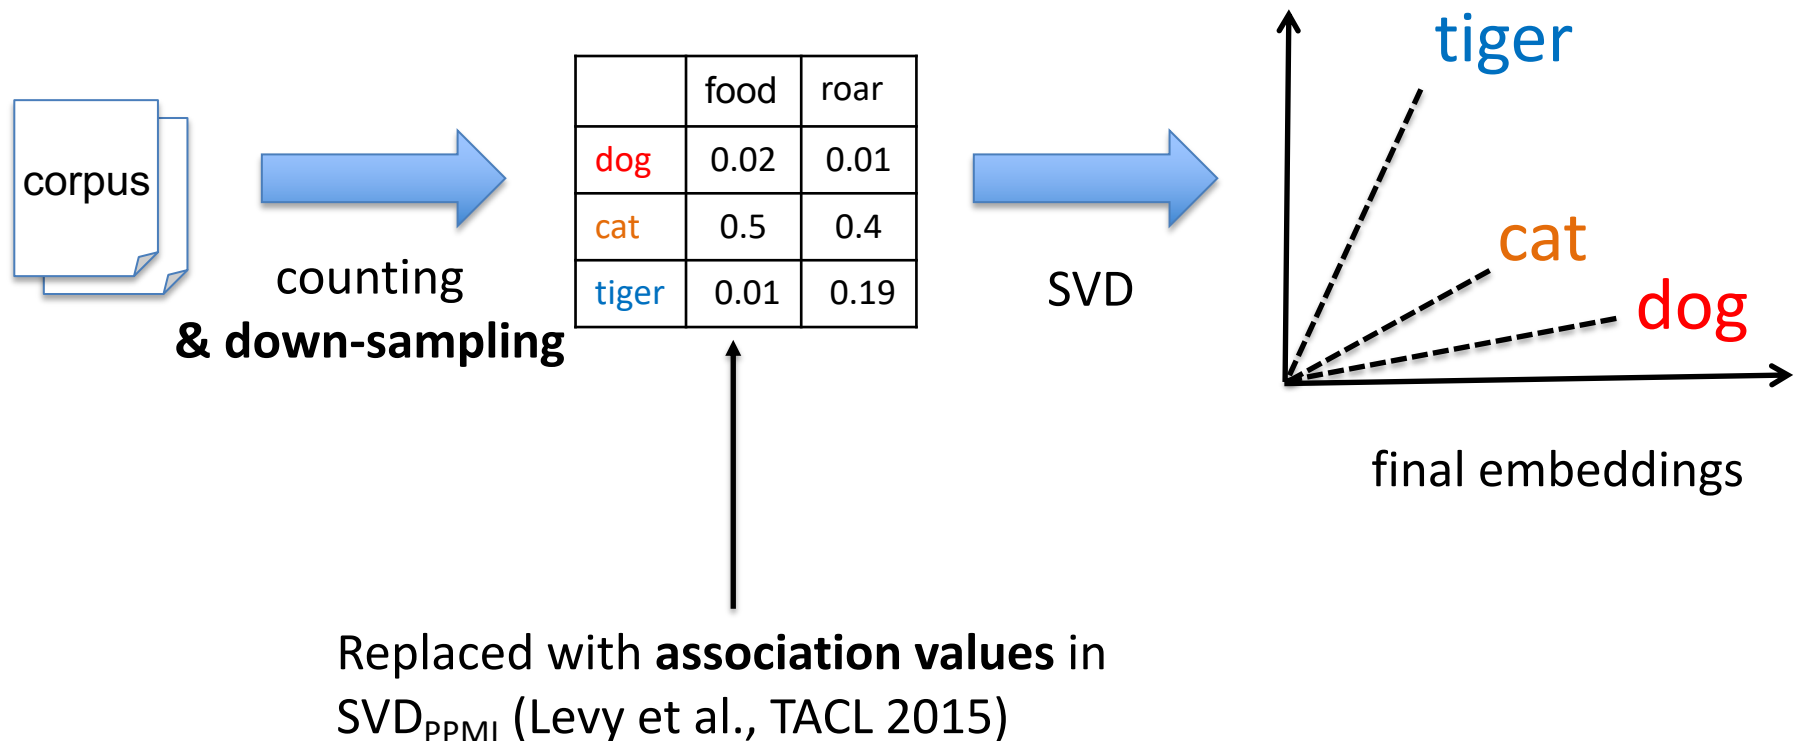 corpus
counting
& down-sampling
food roar
dog 0.02 0.01
cat 0.5 0.4
tiger 0.01 0.19
SVD
tiger
cat
dog
final embeddings
Replaced with association values in
SVDPPMI (Levy et al., TACL 2015)